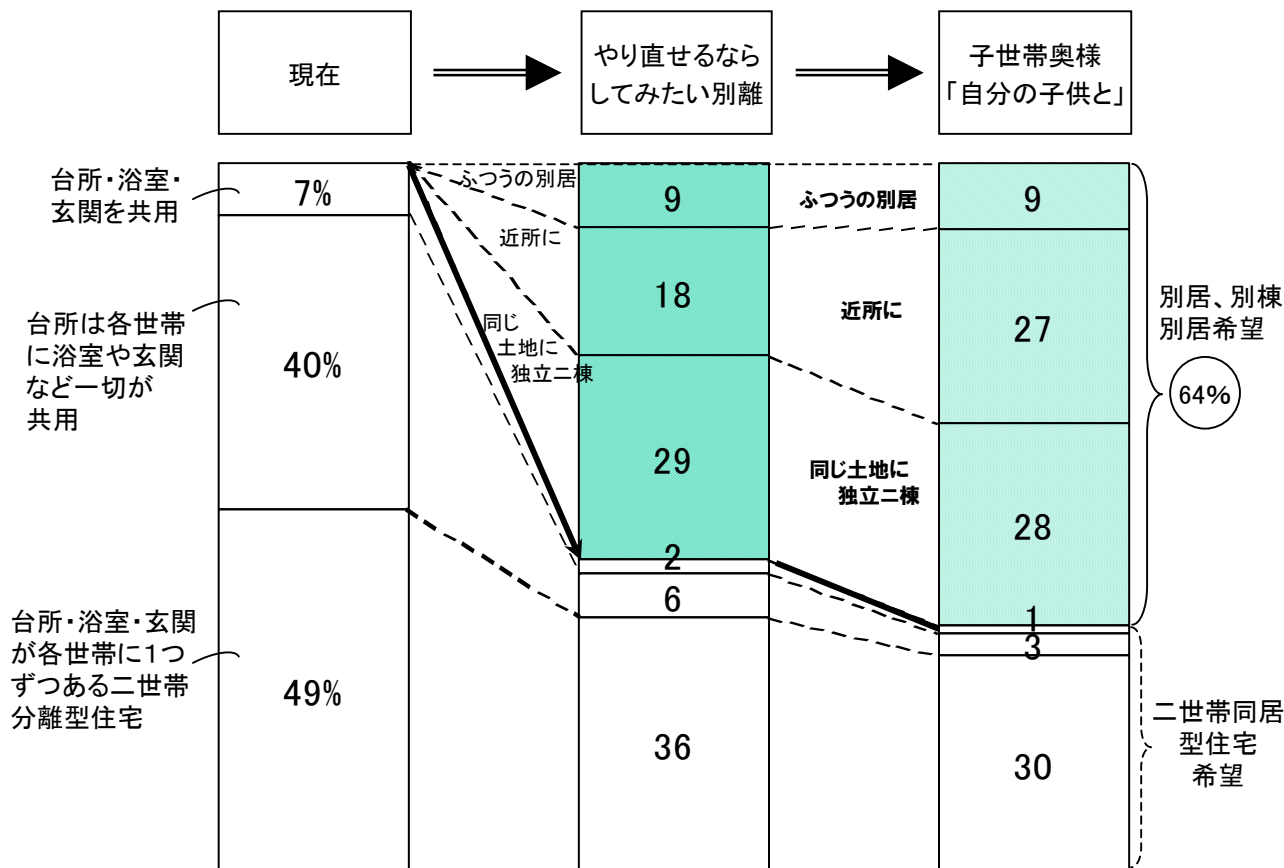 現在
やり直せるなら
してみたい別離
子世帯奥様
「自分の子供と」
台所・浴室・
玄関を共用
7%
ふつうの別居
9
ふつうの別居
9
近所に
18
近所に
27
別居、別棟
別居希望
64%
台所は各世帯
に浴室や玄関
など一切が
共用
40%
同じ
土地に
独立二棟
29
同じ土地に
独立二棟
28
2
6
1
3
台所・浴室・玄関
が各世帯に1つ
ずつある二世帯
分離型住宅
49%
36
30
二世帯同居
型住宅
希望